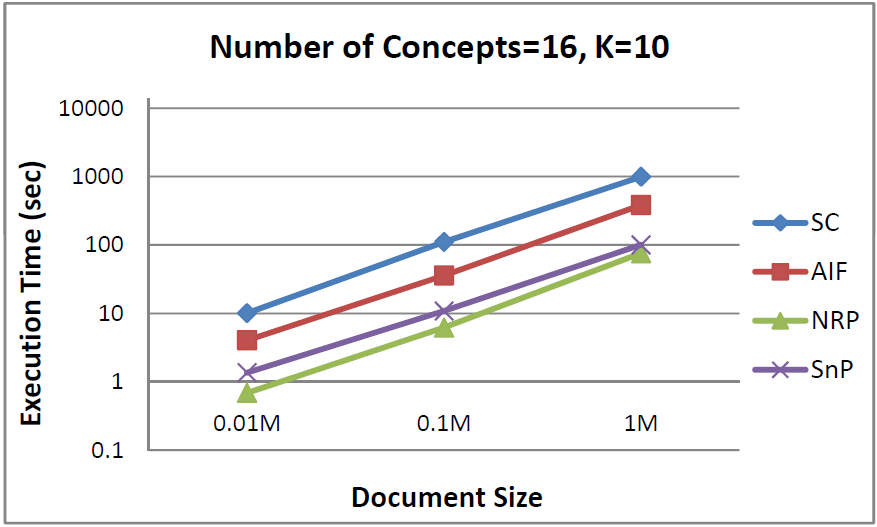 Number of Concepts=16, K=10
Execution Time (sec)
10000
1000
100
10
1
0.1
0.01M 0.1M 1M
Document Size
SC
AIF
NRP
SnP